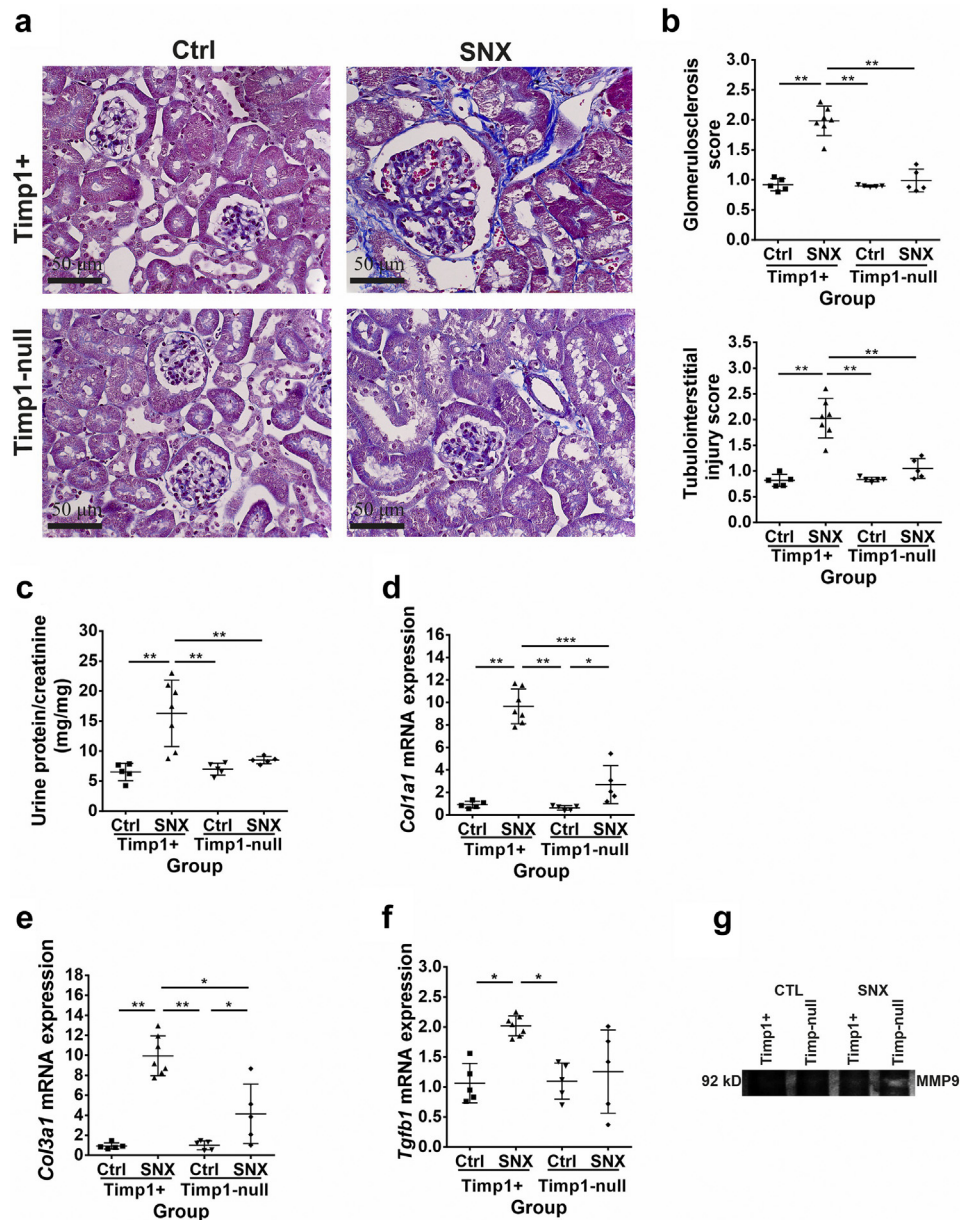 a
Ctrl SNX
Timp1+
50 μm 50 μm
Timp1-null
50 μm 50 μm
b
Glomerulosclerosis
score
3.0
2.5
2.0
1.5
1.0
0.5
0.0
** ** **
Ctrl SNX Ctrl SNX
Timp1+ Timp1-null
Group
Tubulointerstitial
injury score
3.5
3.0
2.5
2.0
1.5
1.0
0.5
0.0
** ** **
Ctrl SNX Ctrl SNX
Timp1+ Timp1-null
Group
c
Urine protein/creatinine
(mg/mg)
30
25
20
15
10
5
0
**
** **
Ctrl SNX Ctrl SNX
Timp1+ Timp1-null
Group
d
Col1a1 mRNA expression
16
14
12
10
8
6
4
2
0
***
** ** *
Ctrl SNX Ctrl SNX
Timp1+ Timp1-null
Group
e
Col3a1 mRNA expression
18
16
14
12
10
8
6
4
2
0
*
** ** *
Ctrl SNX Ctrl SNX
Timp1+ Timp1-null
Group
f
Tgfb1 mRNA expression
3.0
2.5
2.0
1.5
1.0
0.5
0.0
* *
Ctrl SNX Ctrl SNX
Timp1+ Timp1-null
Group
g
CTL SNX
Timp1+ Timp-null Timp1+ Timp-null
92 kD MMP9